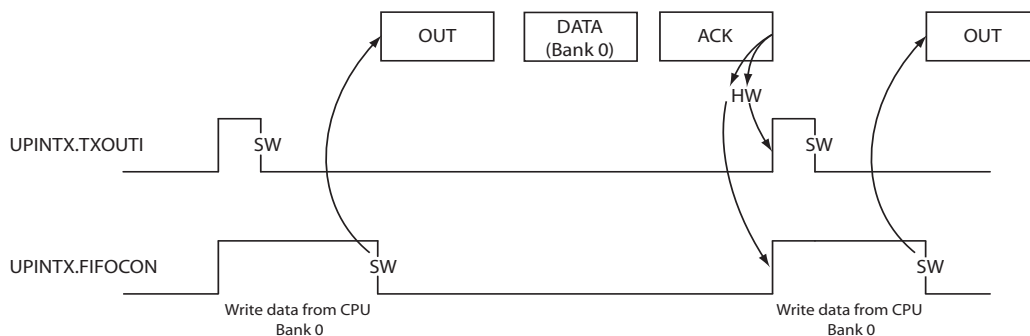 OUT
DATA
(Bank 0)
ACK
OUT
HW
UPINTX.TXOUTI
SW
SW
UPINTX.FIFOCON
SW
SW
Write data from CPU
Bank 0
Write data from CPU
Bank 0